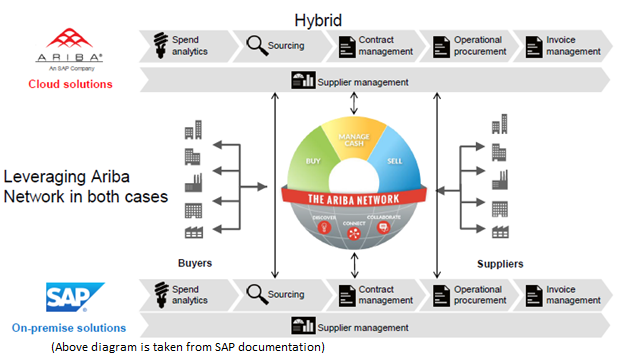 Hybrid
ARIBA®
An SAP Company
Cloud solutions
Spend
analytics
Sourcing
Contract
management
Operational
procurement
Invoice
management
Supplier management
Leveraging Ariba
Network in both cases
BUY
MANAGE
CASH
SELL
THE ARIBA NETWORK
DISCOVER
CONNECT
COLLABORATE
Buyers
Suppliers
SAP
On-premise solutions
Spend
analytics
Sourcing
Contract
management
Operational
procurement
Invoice
management
Supplier management
(Above diagram is taken from SAP documentation)